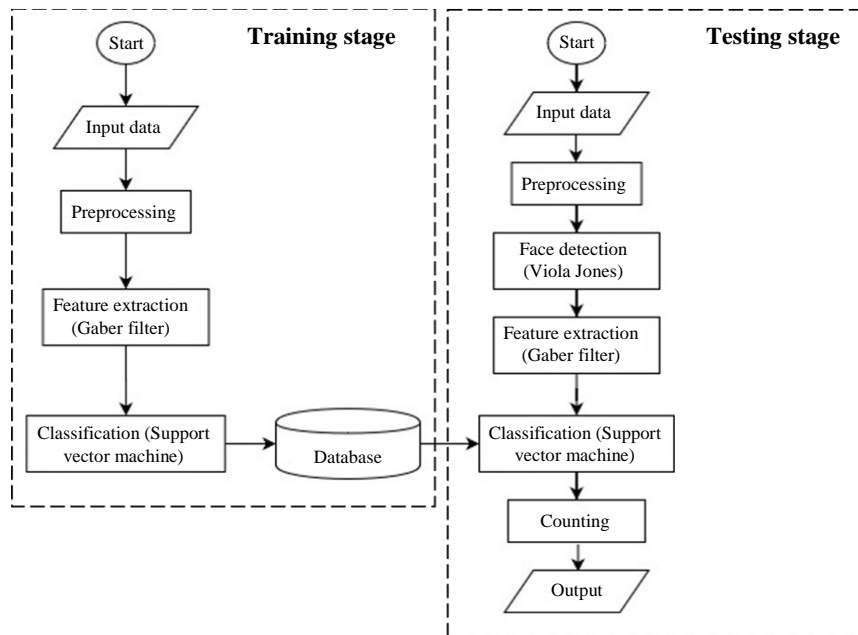 Training stage
Start
Input data
Preprocessing
Feature extraction
(Gaber filter)
Classification (Support
vector machine)
Database
Testing stage
Start
Input data
Preprocessing
Face detection
(Viola Jones)
Feature extraction
(Gaber filter)
Classification (Support
vector machine)
Counting
Output